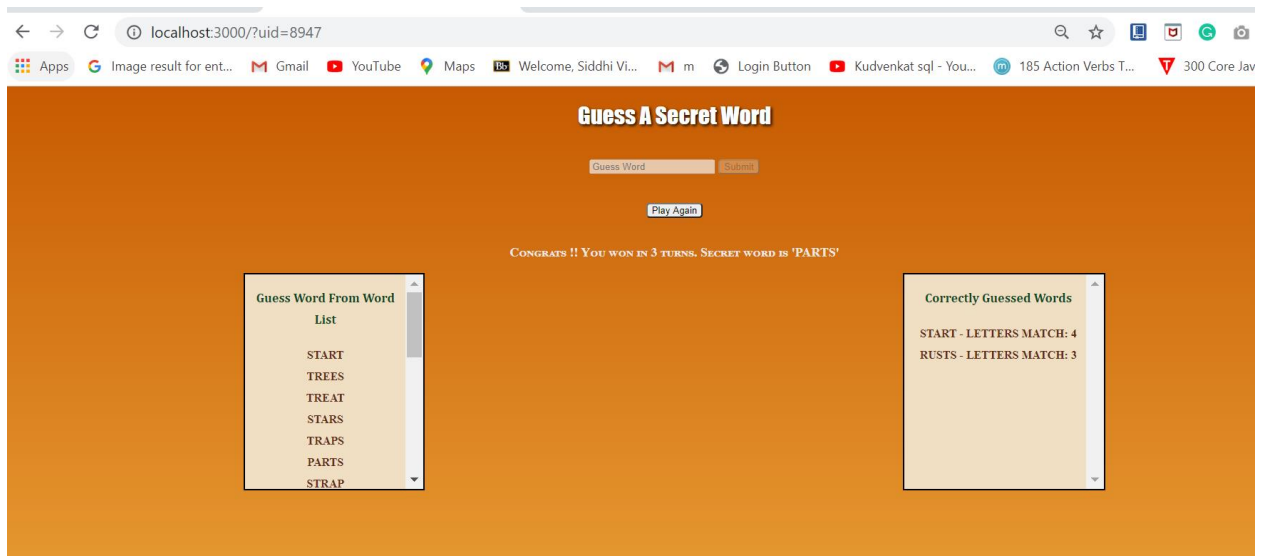 localhost:3000/?uid=8947
Apps Image result for ent... Gmail YouTube Maps Bb Welcome, Siddhi Vi... m Login Button Kudvenkat sql - You... m 185 Action Verbs T... 300 Core Jav
Guess A Secret Word
Guess Word Submit
Play Again
Congrats !! You won in 3 turns. Secret word is 'PARTS'
Guess Word From Word
List
START
TREES
TREAT
STARS
TRAPS
PARTS
STRAP
Correctly Guessed Words
START - LETTERS MATCH: 4
RUSTS - LETTERS MATCH: 3